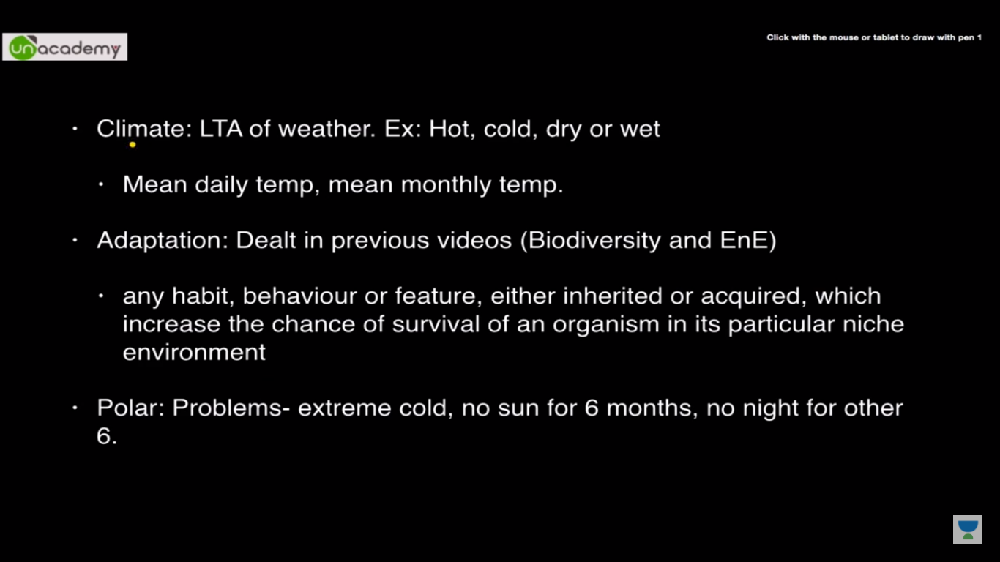 unacademy
Click with the mouse or tablet to draw with pen 1
• Climate: LTA of weather. Ex: Hot, cold, dry or wet
• Mean daily temp, mean monthly temp.
• Adaptation: Dealt in previous videos (Biodiversity and EnE)
• any habit, behaviour or feature, either inherited or acquired, which
increase the chance of survival of an organism in its particular niche
environment
• Polar: Problems- extreme cold, no sun for 6 months, no night for other
6.